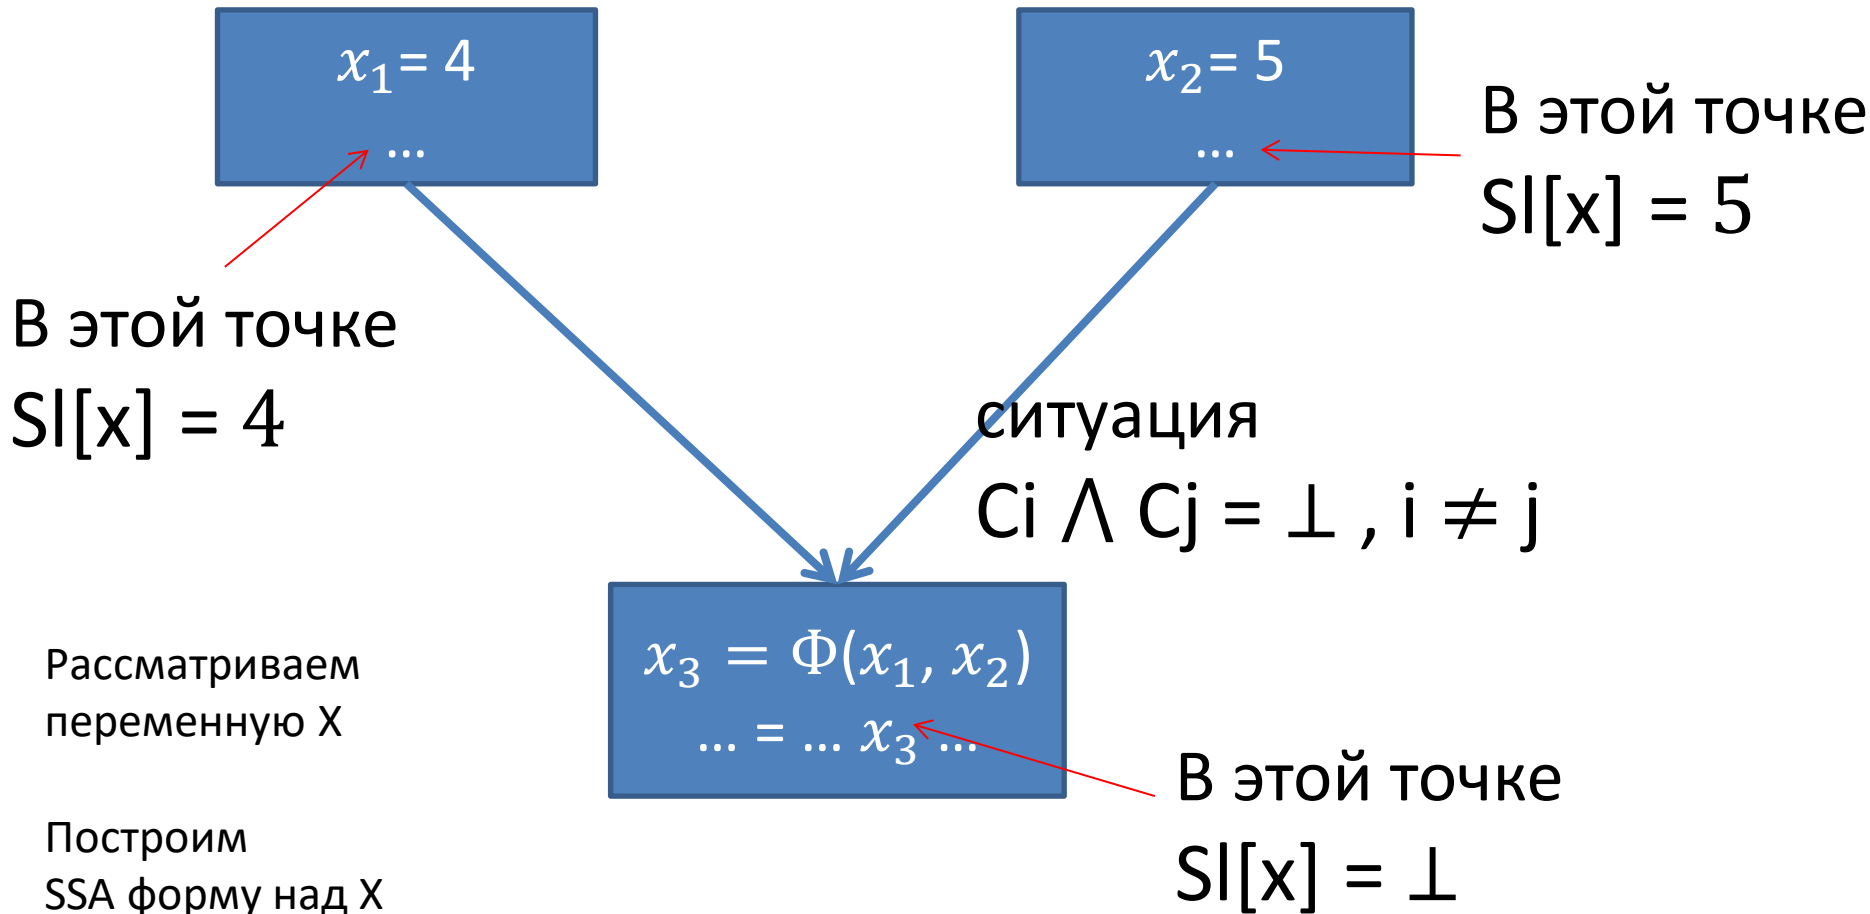 x₁= 4
...
x₂= 5
...
В этой точке
Sl[x] = 5
В этой точке
Sl[x] = 4
ситуация
Ci ⋀ Cj = ⊥ , i ≠ j
x₃ = Φ(x₁, x₂)
... = ... x₃ ...
Рассматриваем
переменную X
Построим
SSA форму над X
В этой точке
Sl[x] = ⊥